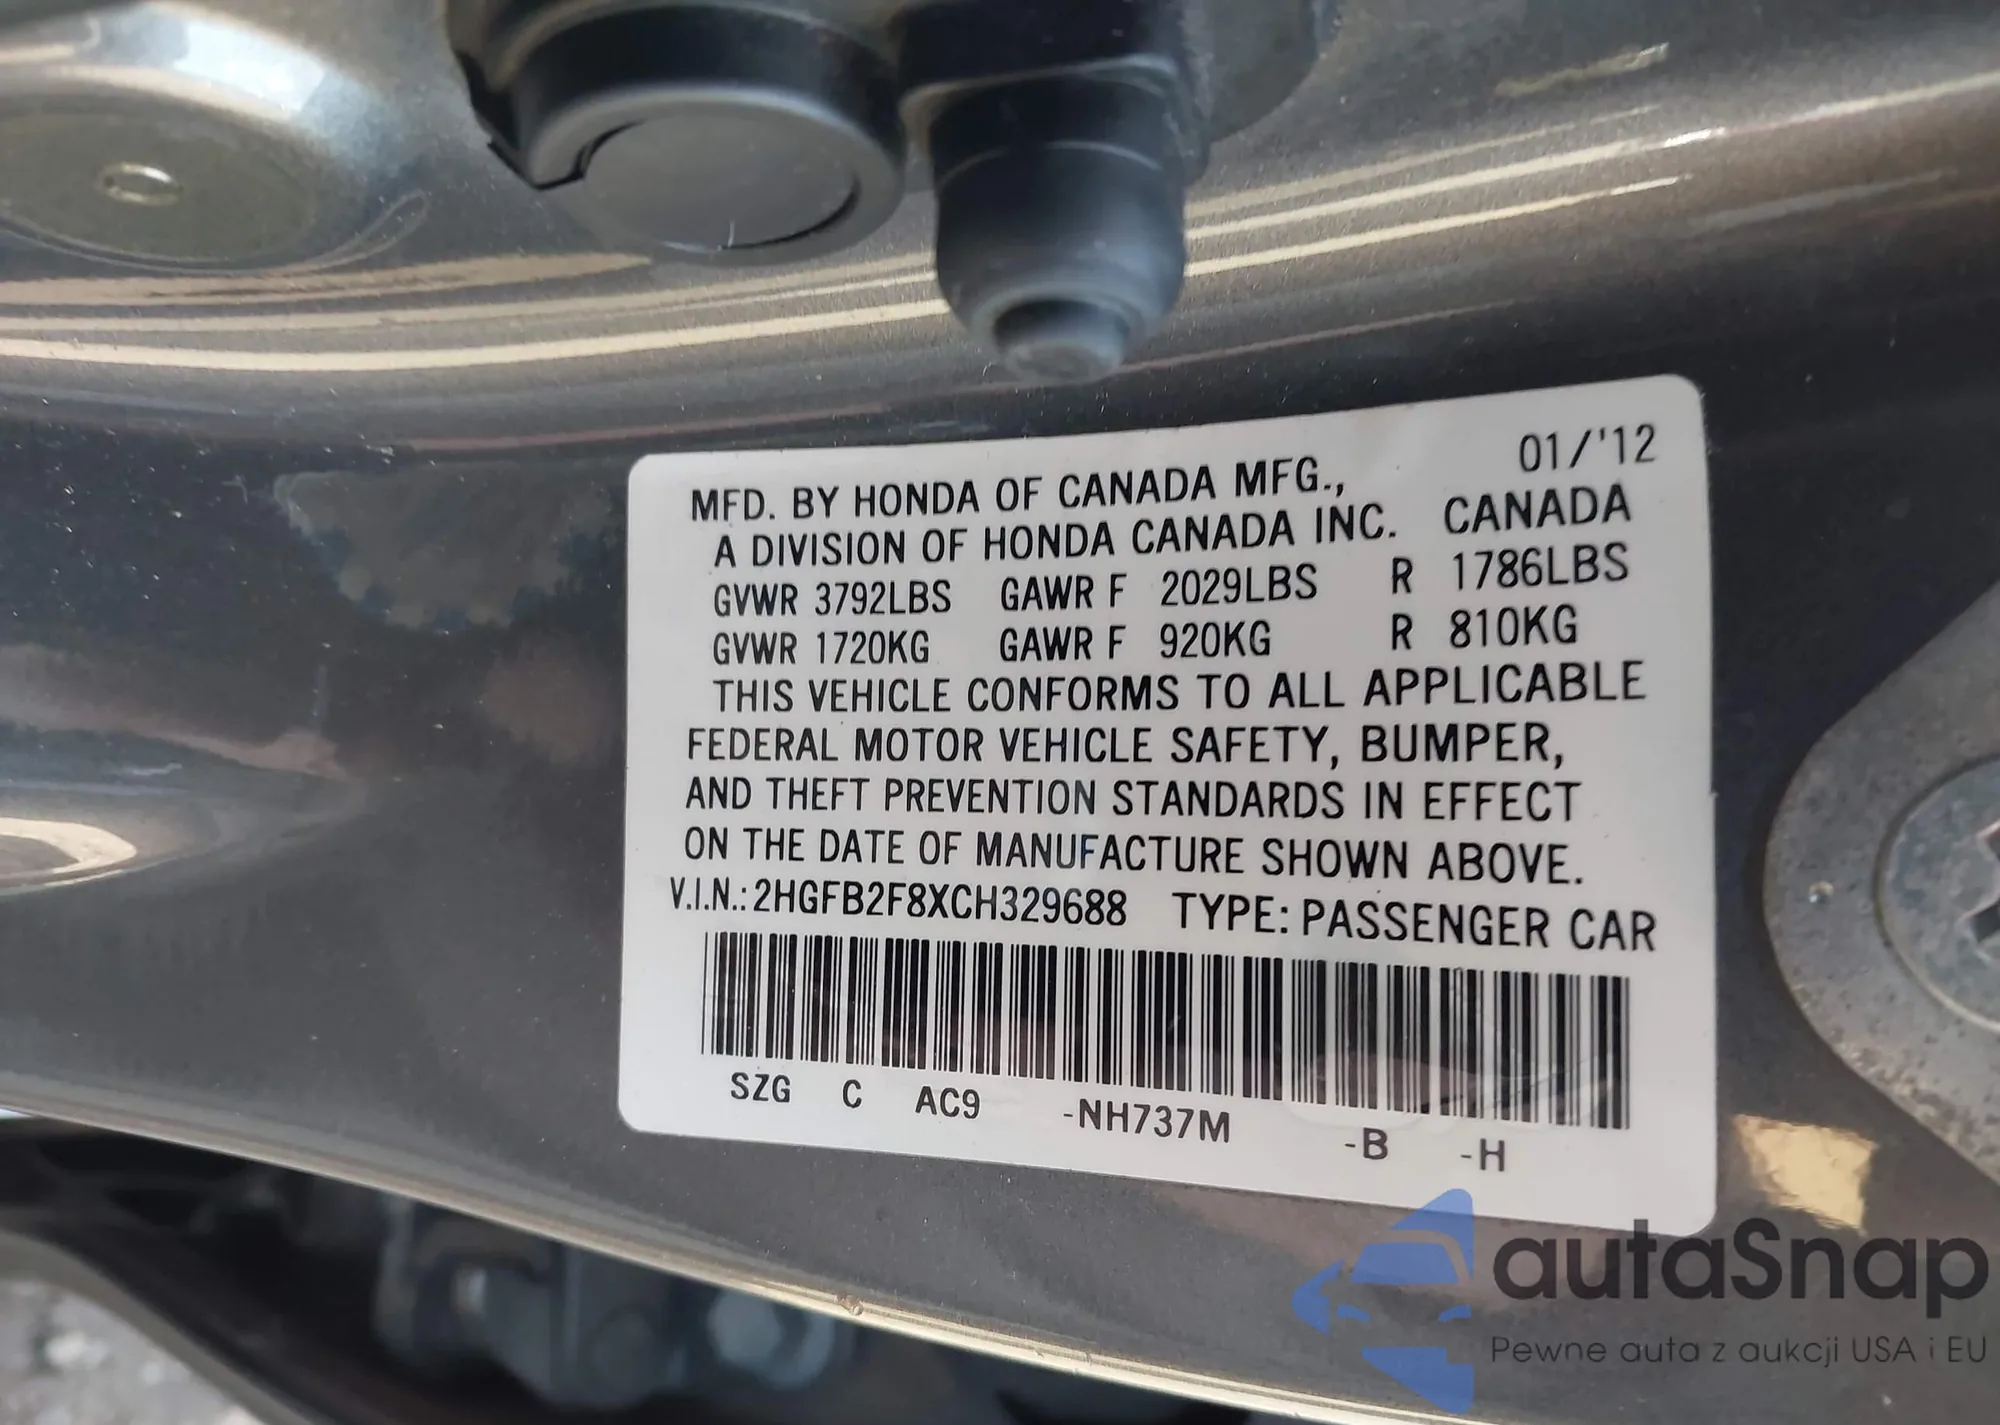 01/'12
MFD. BY HONDA OF CANADA MFG.,
A DIVISION OF HONDA CANADA INC. CANADA
GVWR 3792LBS GAWR F 2029LBS R 1786LBS
GVWR 1720KG GAWR F 920KG R 810KG
THIS VEHICLE CONFORMS TO ALL APPLICABLE
FEDERAL MOTOR VEHICLE SAFETY, BUMPER,
AND THEFT PREVENTION STANDARDS IN EFFECT
ON THE DATE OF MANUFACTURE SHOWN ABOVE.
V.I.N.: 2HGFB2F8XCH329688 TYPE: PASSENGER CAR
SZG C AC9 -NH737M -B -H
autaSnap
Pewne auta z aukcji USA i EU